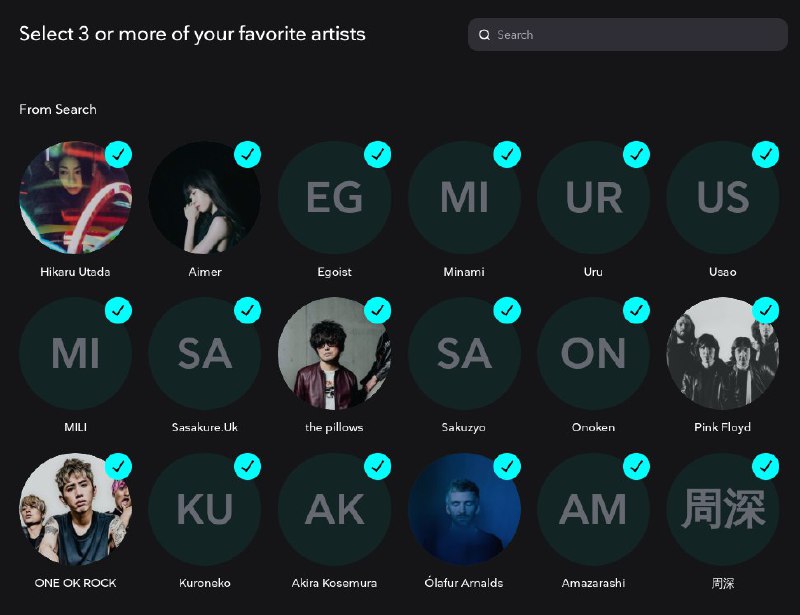 Select 3 or more of your favorite artists
Search
From Search
EG MI UR US
Hikaru Utada Aimer Egoist Minami Uru Usao
MI SA SA ON
MILI Sasakure.Uk the pillows Sakuzyo Onoken Pink Floyd
KU AK AM 周深
ONE OK ROCK Kuroneko Akira Kosemura Ólafur Arnalds Amazarashi 周深